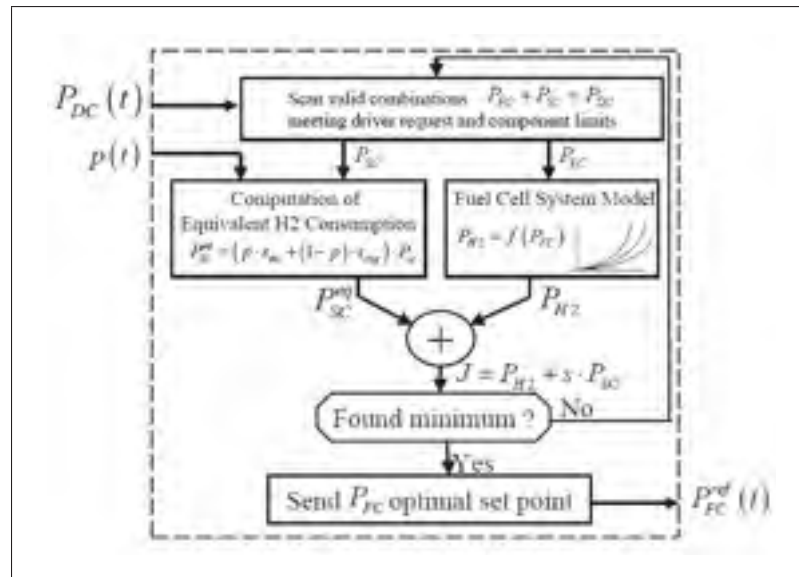 P_DC(t)
Scan valid combinations P_FC + P_SC = P_DC
meeting driver request and component limits
p(t)
P_SC
P_FC
Computation of
Equivalent H2 Consumption
Fuel Cell System Model
P_H2 = f(P_FC)
P_SC^eq
P_H2
+
J = P_H2 + s · P_SC
Found minimum ?
No
Yes
Send P_FC optimal set point
P_FC^ref(t)